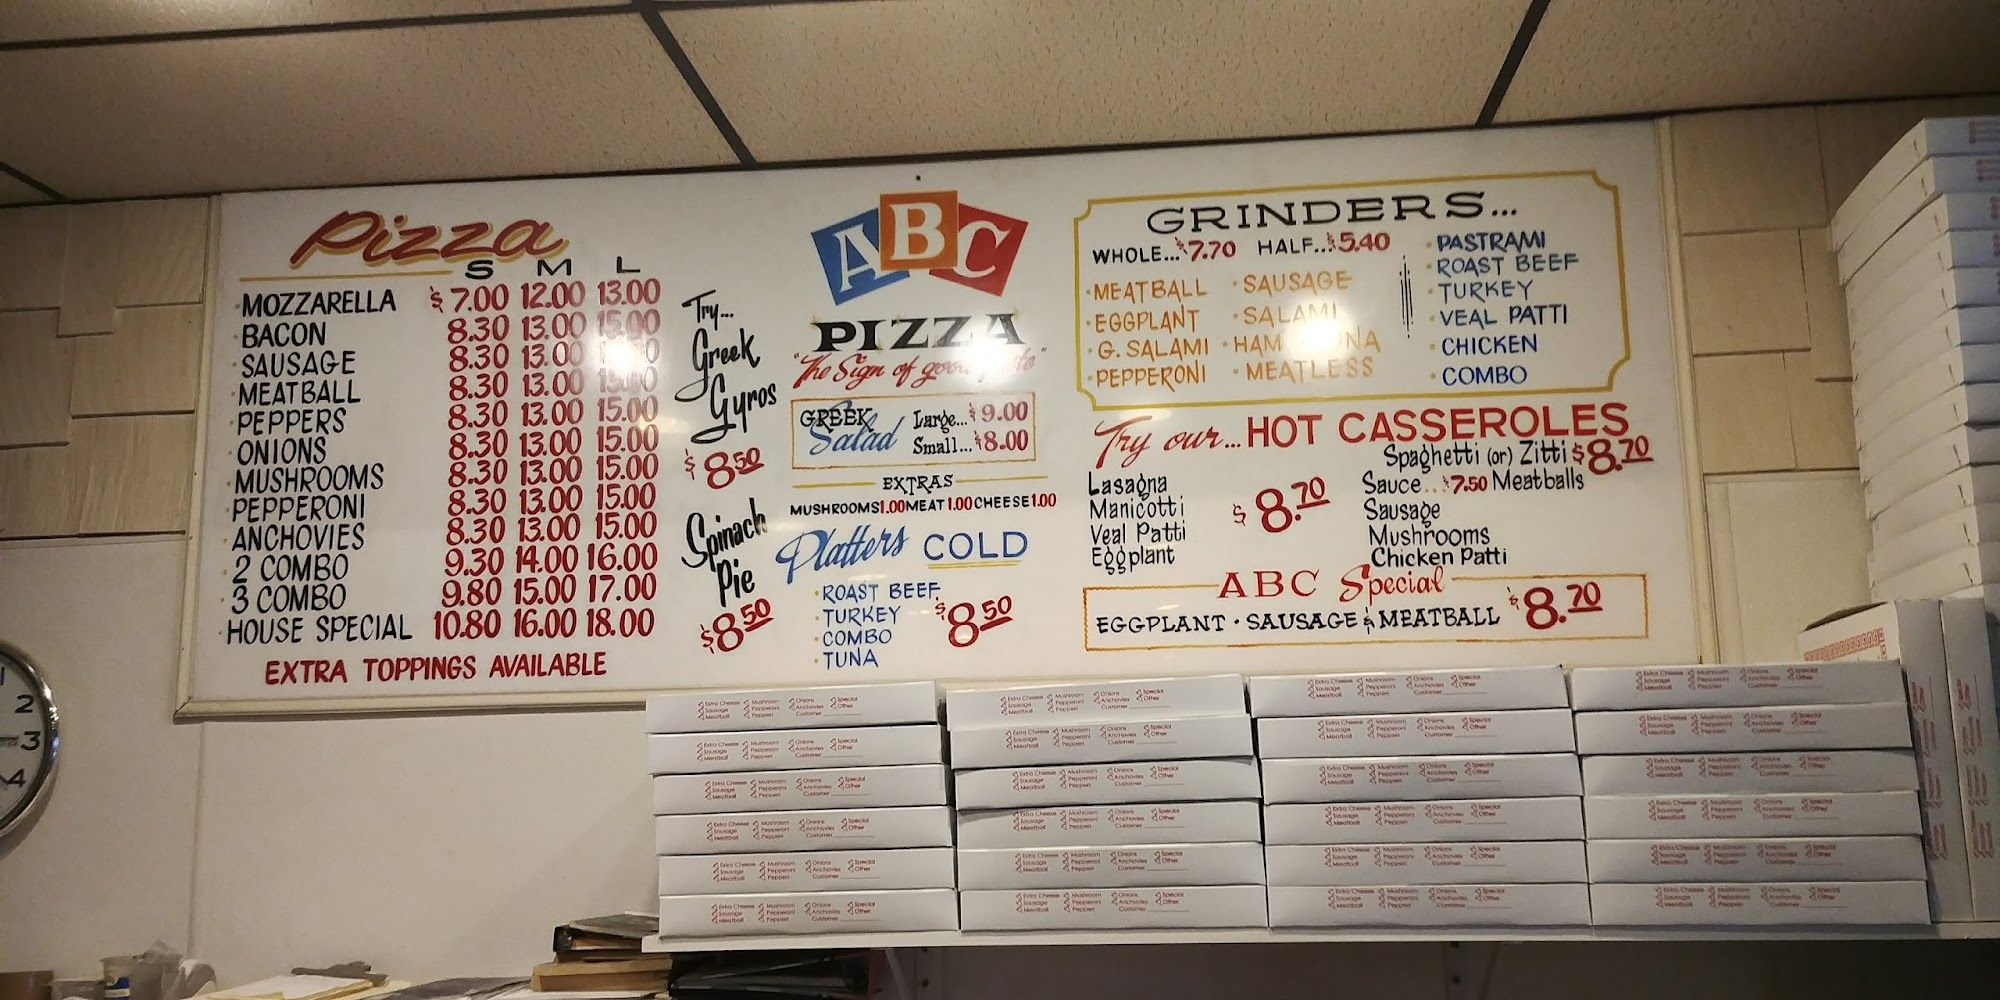 Pizza
S M L
MOZZARELLA $7.00 12.00 13.00
BACON 8.30 13.00 15.00
SAUSAGE 8.30 13.00
MEATBALL 8.30 13.00 15.00
PEPPERS 8.30 13.00 15.00
ONIONS 8.30 13.00 15.00
MUSHROOMS 8.30 13.00 15.00
PEPPERONI 8.30 13.00 15.00
ANCHOVIES 8.30 13.00 15.00
2 COMBO 9.30 14.00 16.00
3 COMBO 9.80 15.00 17.00
HOUSE SPECIAL 10.80 16.00 18.00
EXTRA TOPPINGS AVAILABLE
Try...
Greek
Gyros
$8.50
Spinach
Pie
$8.50
ABC
PIZZA
"The Sign of good
GREEK Salad
Large...$9.00
Small...$8.00
EXTRAS
MUSHROOMS 1.00 MEAT 1.00 CHEESE 1.00
Platters COLD
ROAST BEEF
TURKEY
COMBO
TUNA
$8.50
GRINDERS...
WHOLE...$7.70 HALF...$5.40
MEATBALL
EGGPLANT
G. SALAMI
PEPPERONI
SAUSAGE
SALAMI
HAM
MEATLESS
PASTRAMI
ROAST BEEF
TURKEY
VEAL PATTI
CHICKEN
COMBO
Try our... HOT CASSEROLES
Lasagna
Manicotti
Veal Patti
Eggplant
$8.70
Spaghetti (or) Zitti $8.70
Sauce...$7.50 Meatballs
Sausage
Mushrooms
Chicken Patti
ABC Special
EGGPLANT · SAUSAGE & MEATBALL $8.70
1
2
3
4